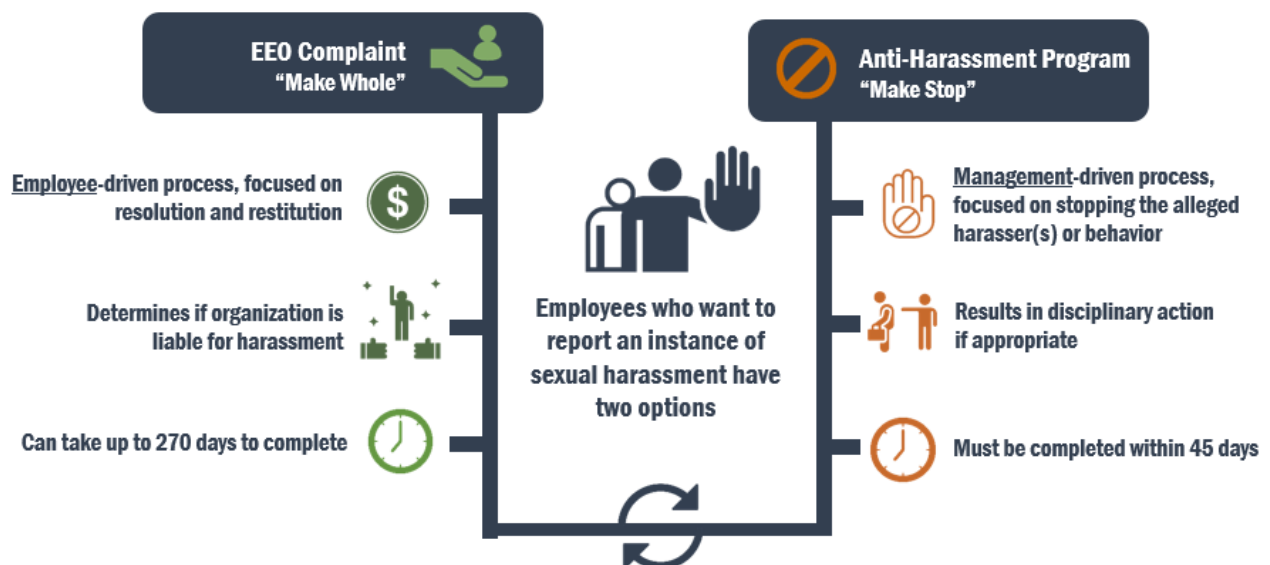 EEO Complaint
“Make Whole”
Employee-driven process, focused on
resolution and restitution
$
Determines if organization is
liable for harassment
Can take up to 270 days to complete
Employees who want to
report an instance of
sexual harassment have
two options
Anti-Harassment Program
“Make Stop”
Management-driven process,
focused on stopping the alleged
harasser(s) or behavior
Results in disciplinary action
if appropriate
Must be completed within 45 days